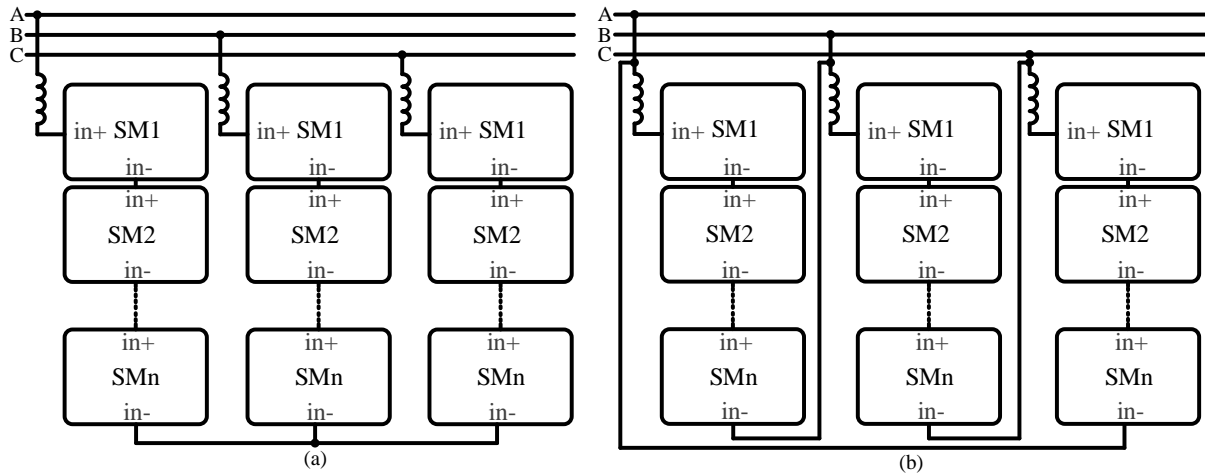 A
B
C
in+ SM1
in-
in+ SM1
in-
in+ SM1
in-
in+
SM2
in-
in+
SM2
in-
in+
SM2
in-
in+
SMn
in-
in+
SMn
in-
in+
SMn
in-
(a)
A
B
C
in+ SM1
in-
in+ SM1
in-
in+ SM1
in-
in+
SM2
in-
in+
SM2
in-
in+
SM2
in-
in+
SMn
in-
in+
SMn
in-
in+
SMn
in-
(b)